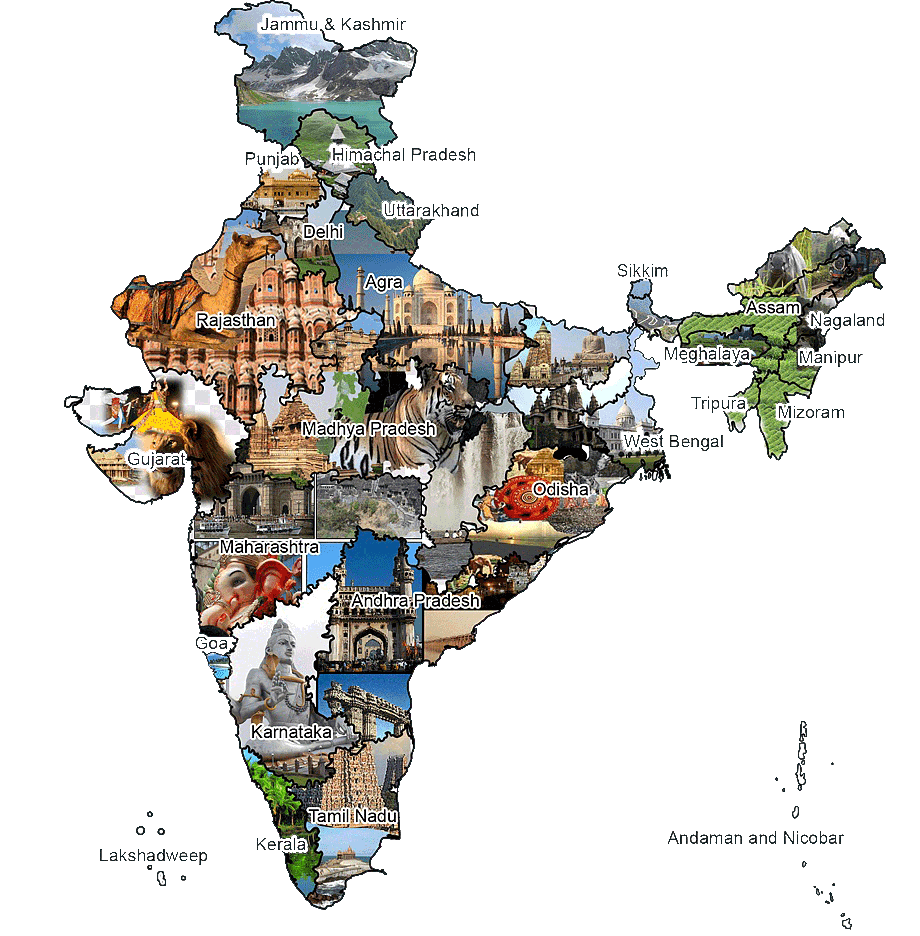 Jammu & Kashmir
Punjab
Himachal Pradesh
Uttarakhand
Delhi
Agra
Sikkim
Assam
Nagaland
Rajasthan
Meghalaya
Manipur
Tripura
Mizoram
Madhya Pradesh
West Bengal
Gujarat
Odisha
Maharashtra
Andhra Pradesh
Goa
Karnataka
Tamil Nadu
Andaman and Nicobar
Kerala
Lakshadweep